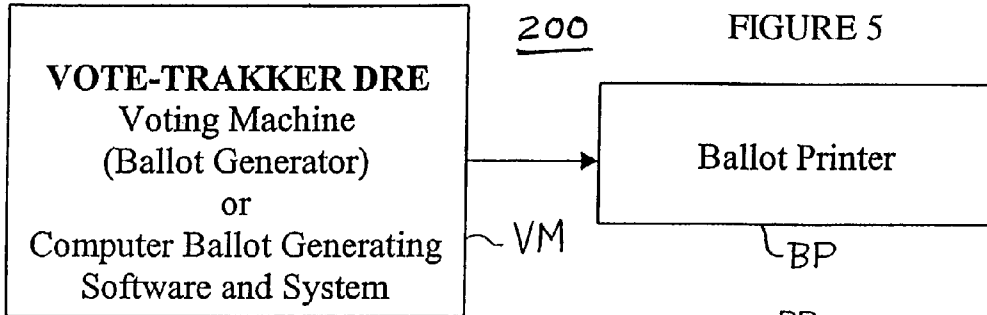 200
FIGURE 5
VOTE-TRAKKER DRE
Voting Machine
(Ballot Generator)
or
Computer Ballot Generating
Software and System
VM
Ballot Printer
BP